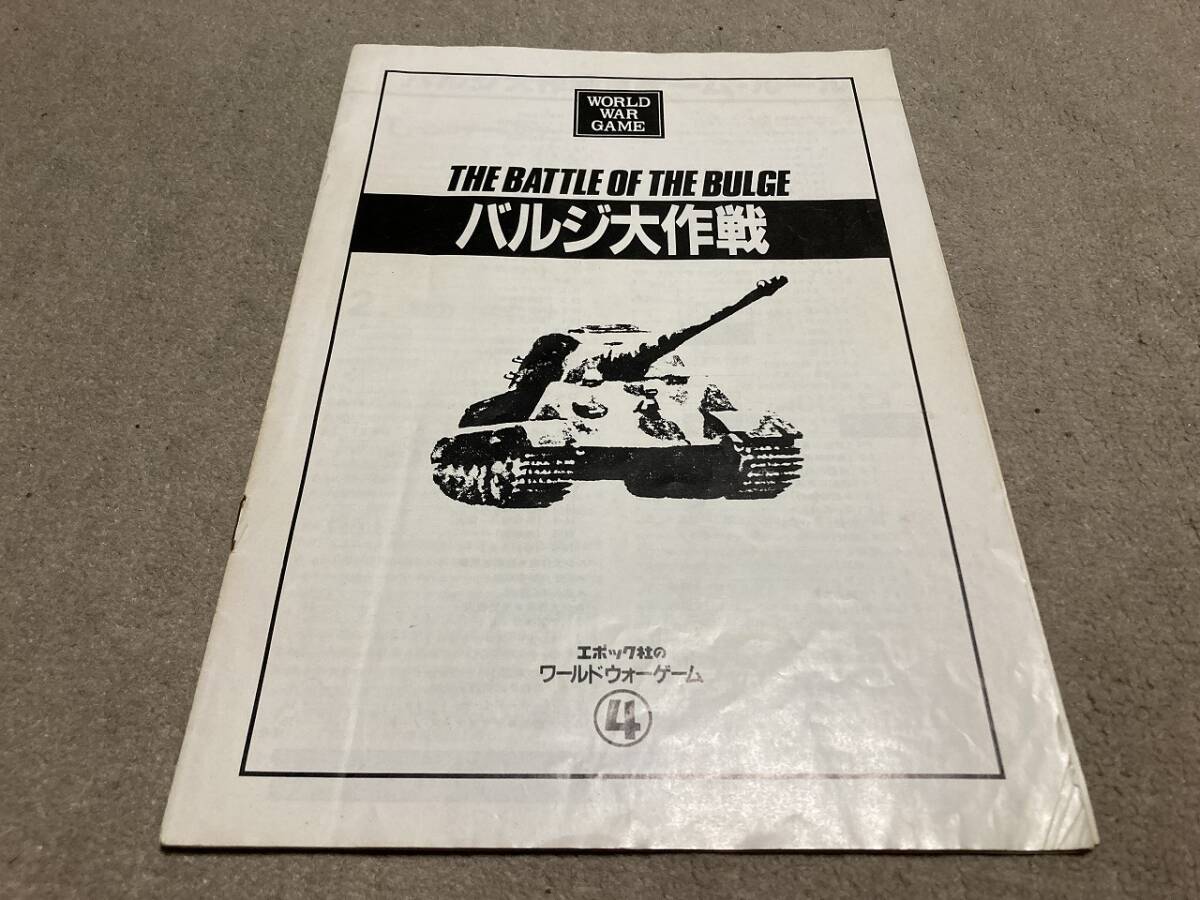 WORLD
WAR
GAME
THE BATTLE OF THE BULGE
バルジ大作戦
エポック社の
ワールドウォーゲーム
4